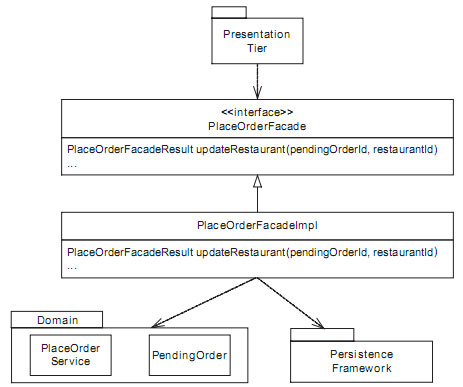 Presentation
Tier
<<interface>>
PlaceOrderFacade
PlaceOrderFacadeResult updateRestaurant(pendingOrderId, restaurantId)
...
PlaceOrderFacadeImpl
PlaceOrderFacadeResult updateRestaurant(pendingOrderId, restaurantId)
...
Domain
PlaceOrder
Service
PendingOrder
Persistence
Framework